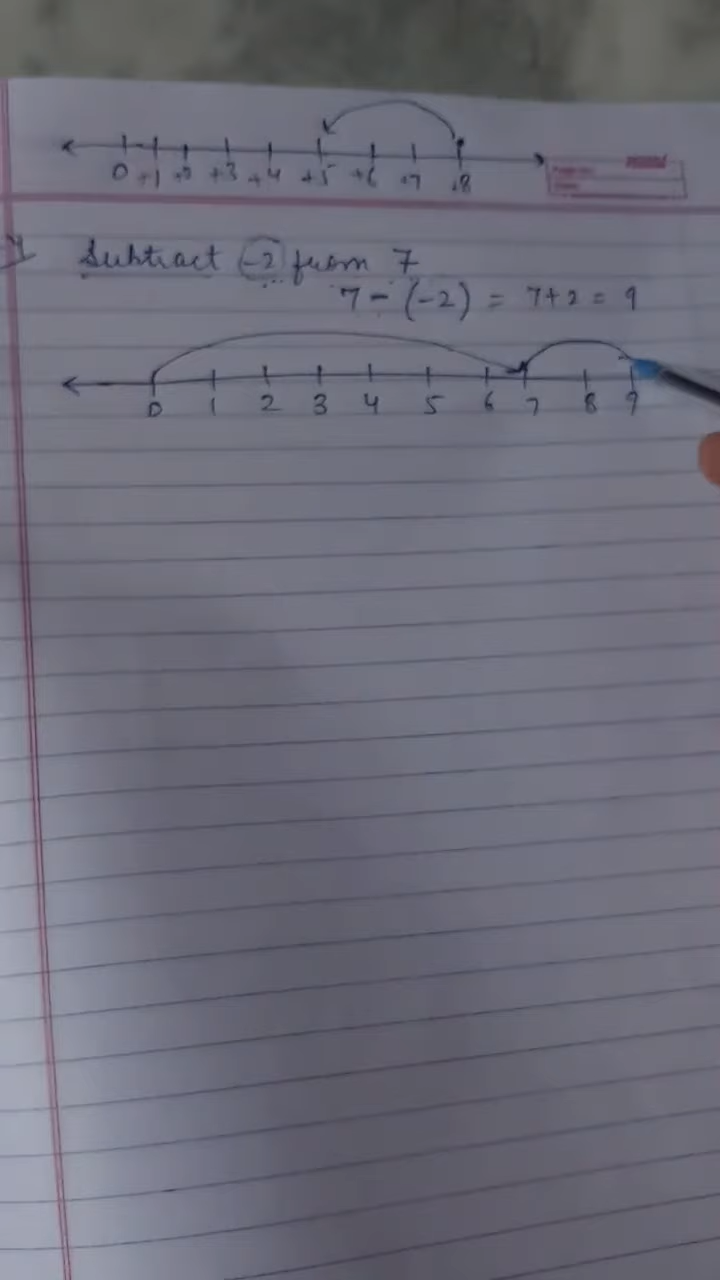 0 +1 +2 +3 +4 +5 +6 +7 +8
Subtract (-2) from 7
7 - (-2) = 7+2 = 9
0 1 2 3 4 5 6 7 8 9